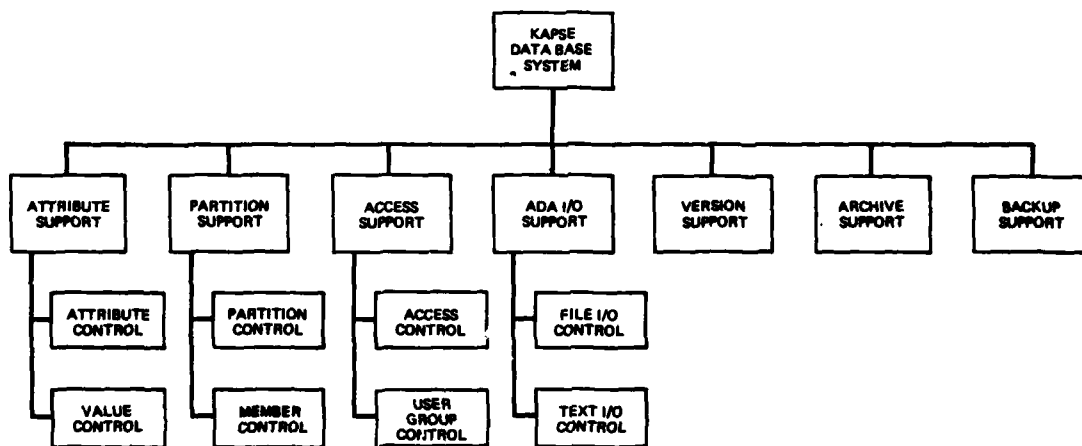 KAPSE
DATA BASE
SYSTEM
ATTRIBUTE
SUPPORT
PARTITION
SUPPORT
ACCESS
SUPPORT
ADA I/O
SUPPORT
VERSION
SUPPORT
ARCHIVE
SUPPORT
BACKUP
SUPPORT
ATTRIBUTE
CONTROL
PARTITION
CONTROL
ACCESS
CONTROL
FILE I/O
CONTROL
VALUE
CONTROL
MEMBER
CONTROL
USER
GROUP
CONTROL
TEXT I/O
CONTROL